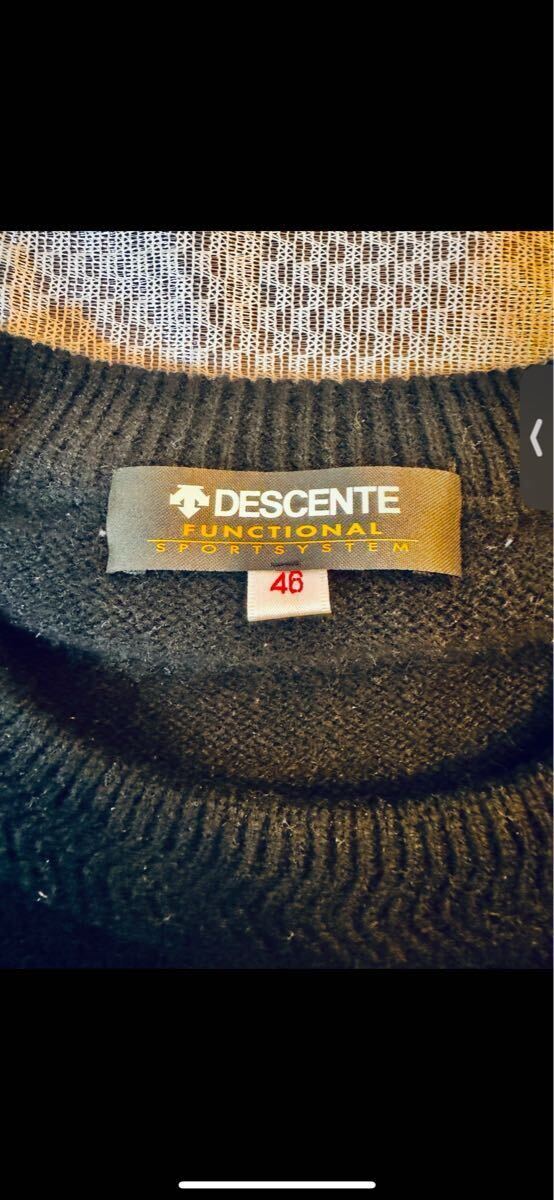 DESCENTE
FUNCTIONAL
SPORTSYSTEM
46